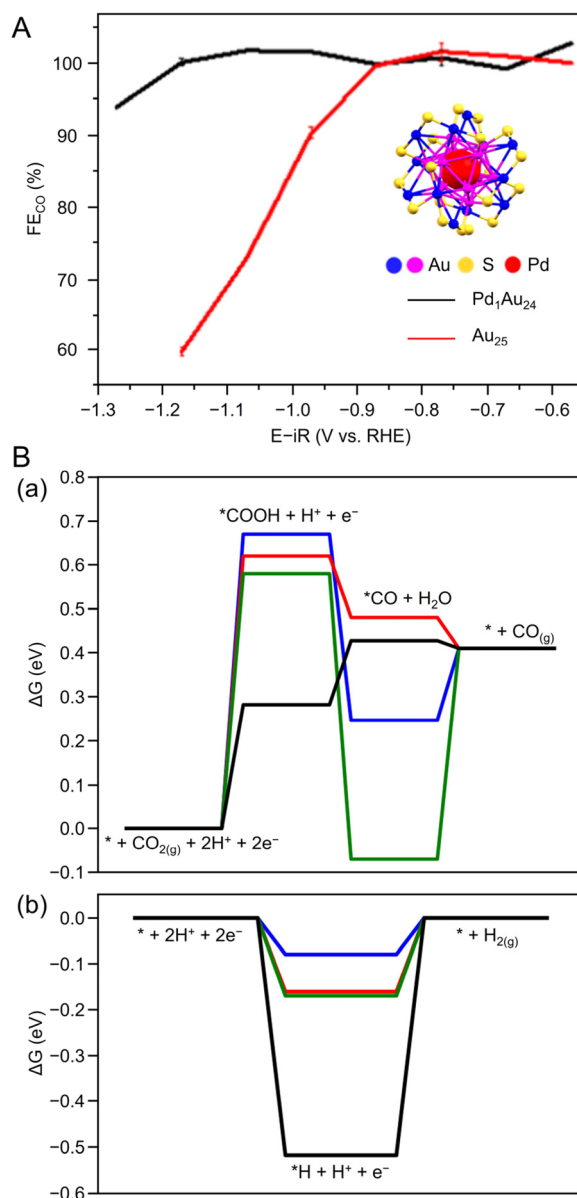 A
FE_CO (%)
100
90
80
70
60
Au S Pd
Pd₁Au₂₄
Au₂₅
−1.3 −1.2 −1.1 −1.0 −0.9 −0.8 −0.7 −0.6
E−iR (V vs. RHE)
B
(a)
ΔG (eV)
0.8
0.7
0.6
0.5
0.4
0.3
0.2
0.1
0.0
−0.1
*COOH + H⁺ + e⁻
*CO + H₂O
* + CO₍g₎
* + CO₂₍g₎ + 2H⁺ + 2e⁻
(b)
ΔG (eV)
0.0
−0.1
−0.2
−0.3
−0.4
−0.5
−0.6
* + 2H⁺ + 2e⁻
* + H₂₍g₎
*H + H⁺ + e⁻